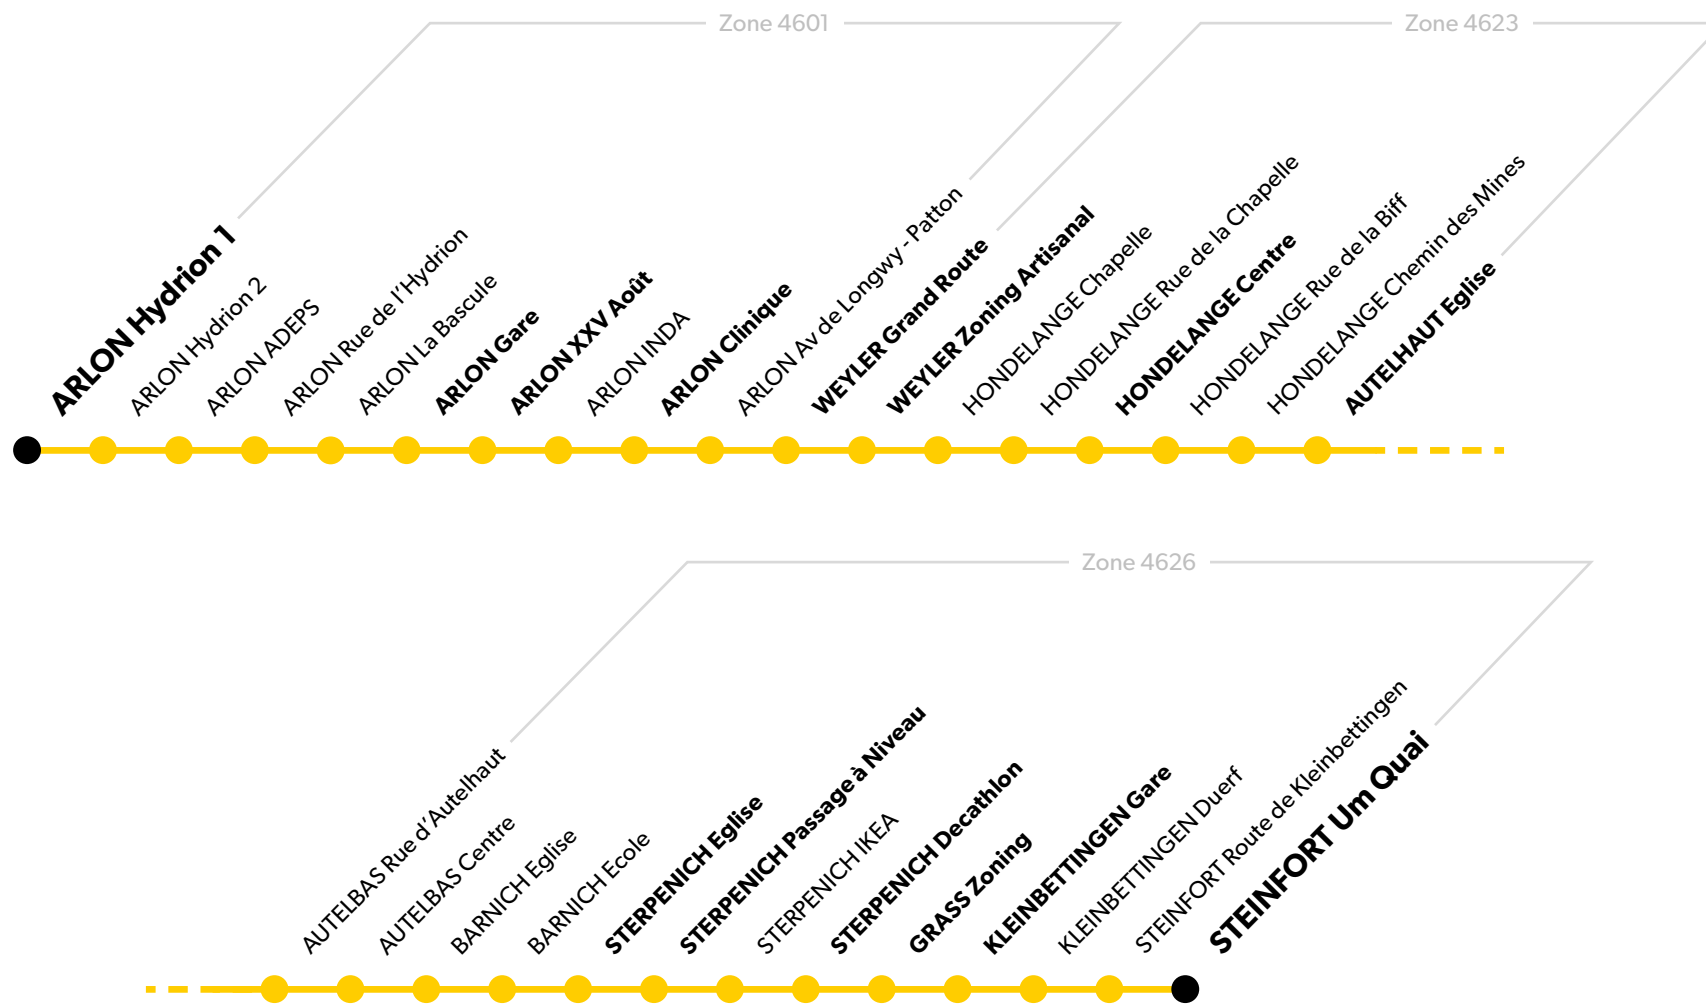 Zone 4601
Zone 4623
ARLON Hydrion 1
ARLON Hydrion 2
ARLON ADEPS
ARLON Rue de l'Hydrion
ARLON La Bascule
ARLON Gare
ARLON XXV Août
ARLON INDA
ARLON Clinique
ARLON Av de Longwy - Patton
WEYLER Grand Route
WEYLER Zoning Artisanal
HONDELANGE Chapelle
HONDELANGE Rue de la Chapelle
HONDELANGE Centre
HONDELANGE Rue de la Biff
HONDELANGE Chemin des Mines
AUTELHAUT Eglise
Zone 4626
AUTELBAS Rue d'Autelhaut
AUTELBAS Centre
BARNICH Eglise
BARNICH Ecole
STERPENICH Eglise
STERPENICH Passage à Niveau
STERPENICH IKEA
STERPENICH Decathlon
GRASS Zoning
KLEINBETTINGEN Gare
KLEINBETTINGEN Duerf
STEINFORT Route de Kleinbettingen
STEINFORT Um Quai